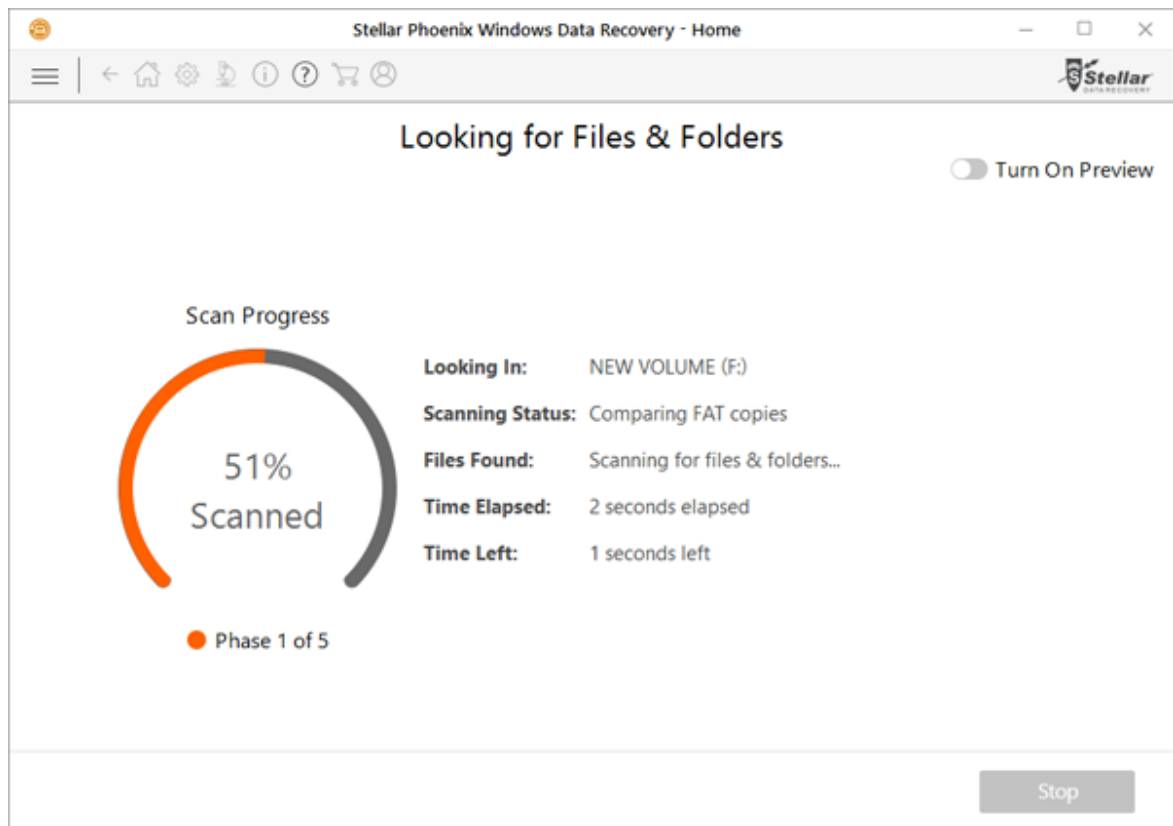 Stellar Phoenix Windows Data Recovery - Home
Stellar
DATA RECOVERY
Looking for Files & Folders
Turn On Preview
Scan Progress
51%
Scanned
Phase 1 of 5
Looking In: NEW VOLUME (F:)
Scanning Status: Comparing FAT copies
Files Found: Scanning for files & folders...
Time Elapsed: 2 seconds elapsed
Time Left: 1 seconds left
Stop